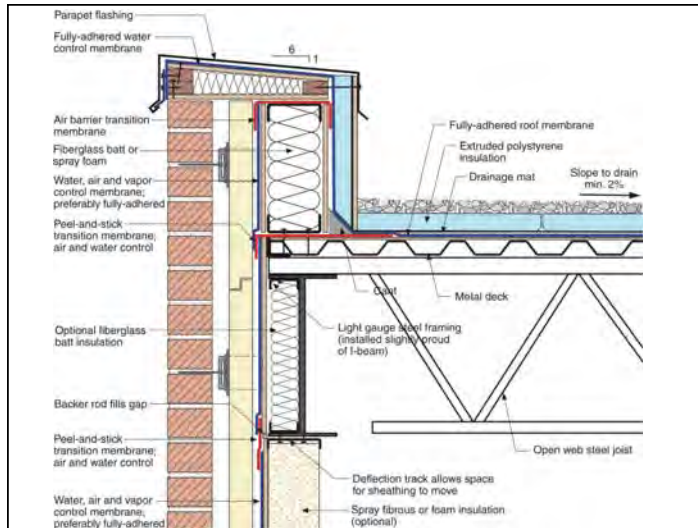 Parapet flashing
Fully-adhered water
control membrane
6
1
Air barrier transition
membrane
Fiberglass batt or
spray foam
Water, air and vapor
control membrane;
preferably fully-adhered
Peel-and-stick
transition membrane;
air and water control
Optional fiberglass
batt insulation
Backer rod fills gap
Peel-and-stick
transition membrane;
air and water control
Water, air and vapor
control membrane;
preferably fully-adhered
Fully-adhered roof membrane
Extruded polystyrene
insulation
Drainage mat
Slope to drain
min. 2%
Cant
Metal deck
Light gauge steel framing
(installed slightly proud
of I-beam)
Open web steel joist
Deflection track allows space
for sheathing to move
Spray fibrous or foam insulation
(optional)